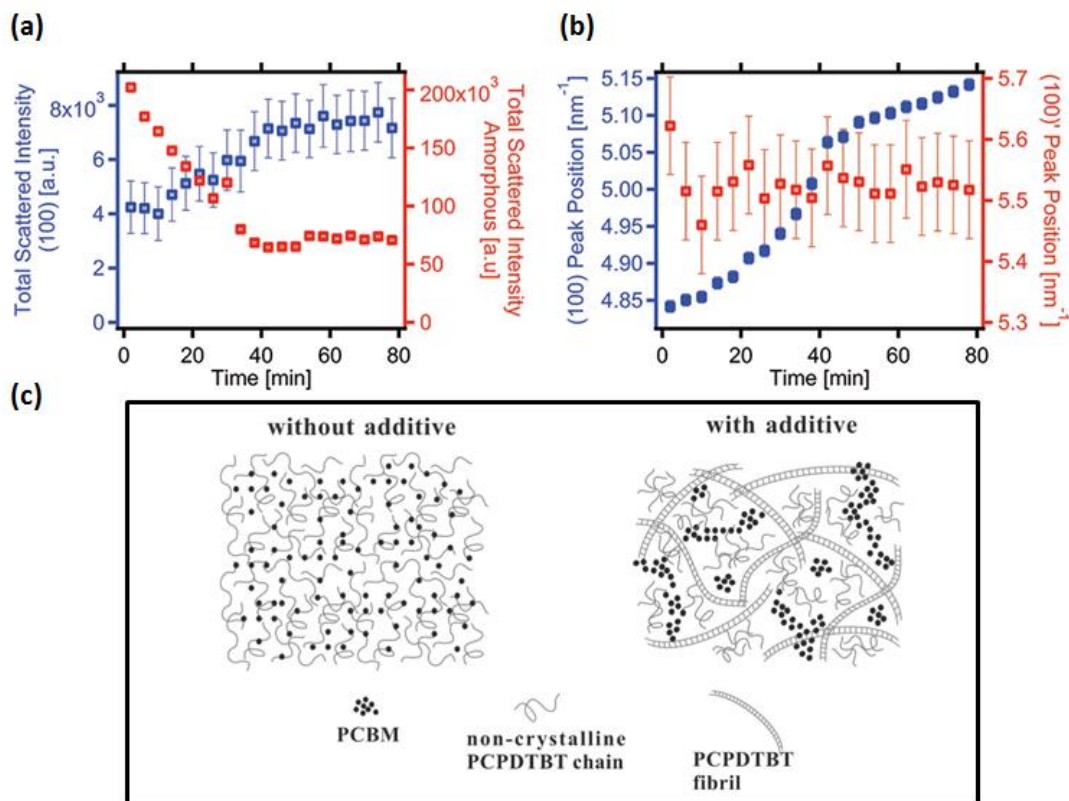 (a)
Total Scattered Intensity
(100) [a.u.]
8x10³
6
4
2
0
200x10³
150
100
50
0
Total Scattered Intensity
Amorphous [a.u]
0 20 40 60 80
Time [min]
(b)
(100) Peak Position [nm⁻¹]
5.15
5.10
5.05
5.00
4.95
4.90
4.85
5.7
5.6
5.5
5.4
5.3
(100)' Peak Position [nm⁻¹]
0 20 40 60 80
Time [min]
(c)
without additive
with additive
PCBM
non-crystalline
PCPDTBT chain
PCPDTBT
fibril